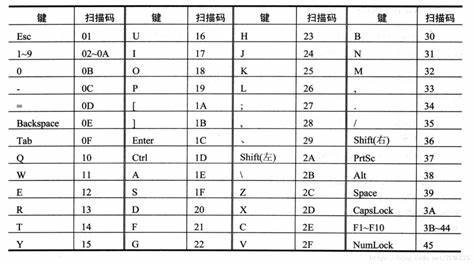 键 扫描码 键 扫描码 键 扫描码 键 扫描码
Esc 01 U 16 H 23 B 30
1~9 02~0A I 17 J 24 N 31
0 0B O 18 K 25 M 32
- 0C P 19 L 26 , 33
= 0D [ 1A ; 27 . 34
Backspace 0E ] 1B , 28 / 35
Tab 0F Enter 1C 、 29 Shift(右) 36
Q 10 Ctrl 1D Shift(左) 2A PrtSc 37
W 11 A 1E \ 2B Alt 38
E 12 S 1F Z 2C Space 39
R 13 D 20 X 2D CapsLock 3A
T 14 F 21 C 2E F1~F10 3B~44
Y 15 G 22 V 2F NumLock 45